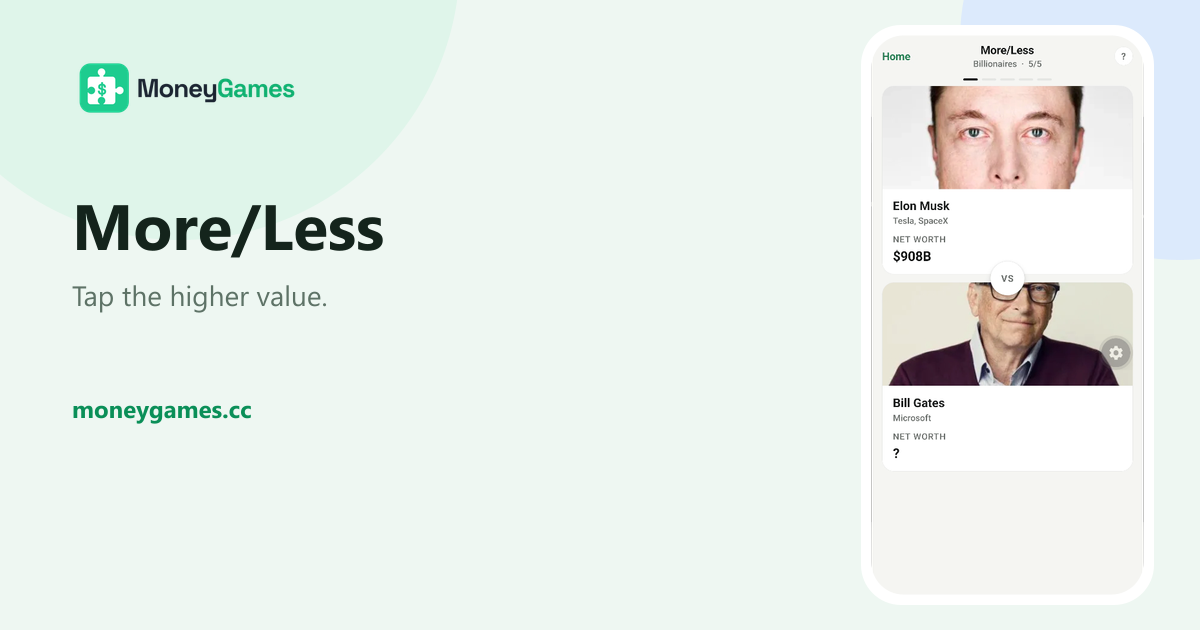 MoneyGames
More/Less
Tap the higher value.
moneygames.cc
Home
More/Less
?
Billionaires · 5/5
Elon Musk
Tesla, SpaceX
NET WORTH
$908B
VS
Bill Gates
Microsoft
NET WORTH
?